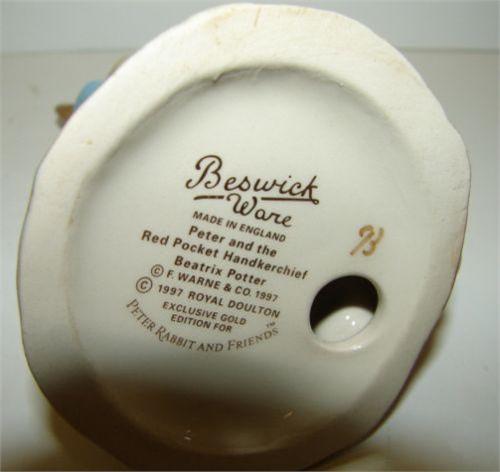 Beswick
Ware
MADE IN ENGLAND
Peter and the
Red Pocket Handkerchief
Beatrix Potter
© F. WARNE & CO. 1997
© 1997 ROYAL DOULTON
EXCLUSIVE GOLD
EDITION FOR
PETER RABBIT AND FRIENDS™